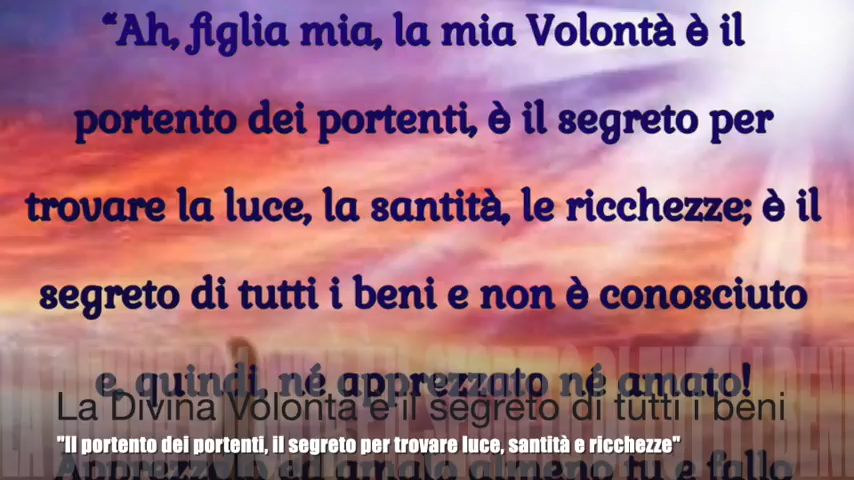 “Ah, figlia mia, la mia Volontà è il
portento dei portenti, è il segreto per
trovare la luce, la santità, le ricchezze; è il
segreto di tutti i beni e non è conosciuto
e, quindi, né apprezzato né amato!
La Divina Volontà è il segreto di tutti i beni
"Il portento dei portenti, il segreto per trovare luce, santità e ricchezze"
Apprezzalo ed amalo almeno tu e fallo